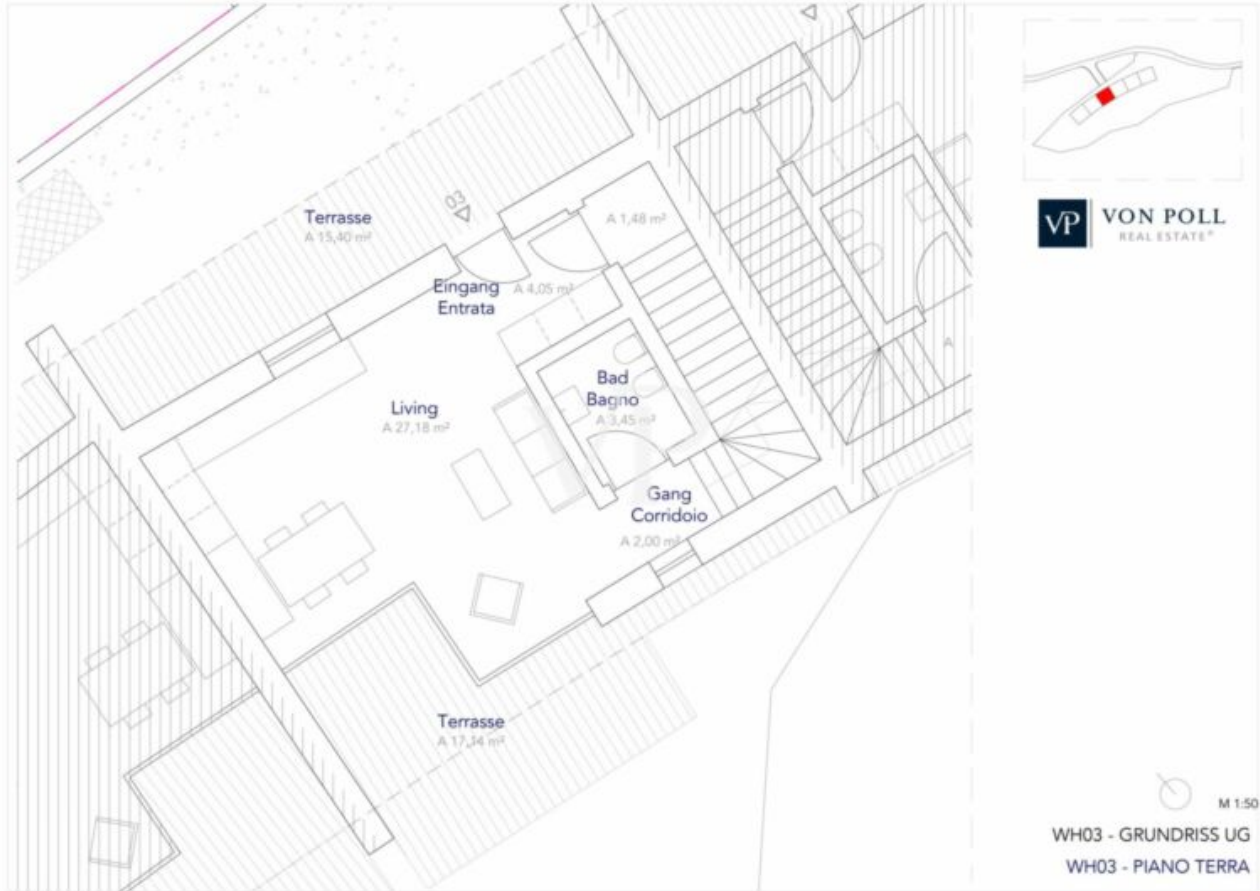 Terrasse
A 15,40 m²
03
A 1,48 m²
Eingang
Entrata
A 4,05 m²
Living
A 27,18 m²
Bad
Bagno
A 3,45 m²
Gang
Corridoio
A 2,00 m²
Terrasse
A 17,14 m²
A
VP VON POLL
REAL ESTATE®
M 1:50
WH03 - GRUNDRISS UG
WH03 - PIANO TERRA